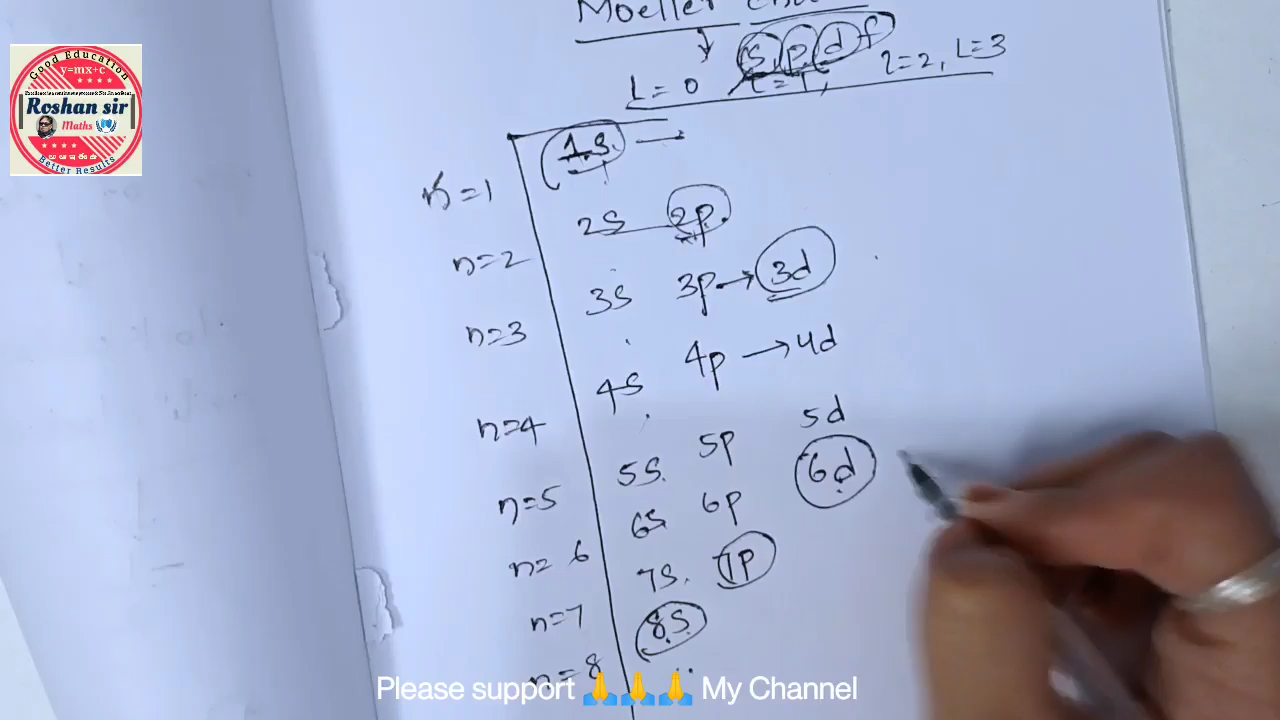 Good Education
y=mx+c
Roshan sir
Maths
Better Results
Moeller
s, p, d f
L = 0 L = 1, l=2, L=3
n=1 1s
n=2 2s 2p
n=3 3s 3p → 3d
n=4 4s 4p → 4d
n=5 5s 5p 5d
n=6 6s 6p 6d
n=7 7s 7p
n=8 8s
Please support 🙏🙏🙏 My Channel